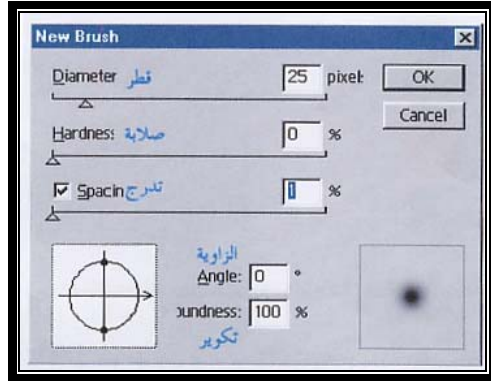 New Brush
Diameter قطر 25 pixel: OK
Cancel
Hardnes: صلابة 0 %
Spacin تدرج 1 %
الزاوية
Angle: 0 °
oundness: 100 %
تكوير